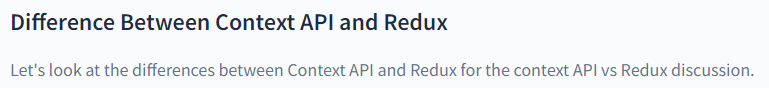 Difference Between Context API and Redux
Let's look at the differences between Context API and Redux for the context API vs Redux discussion.